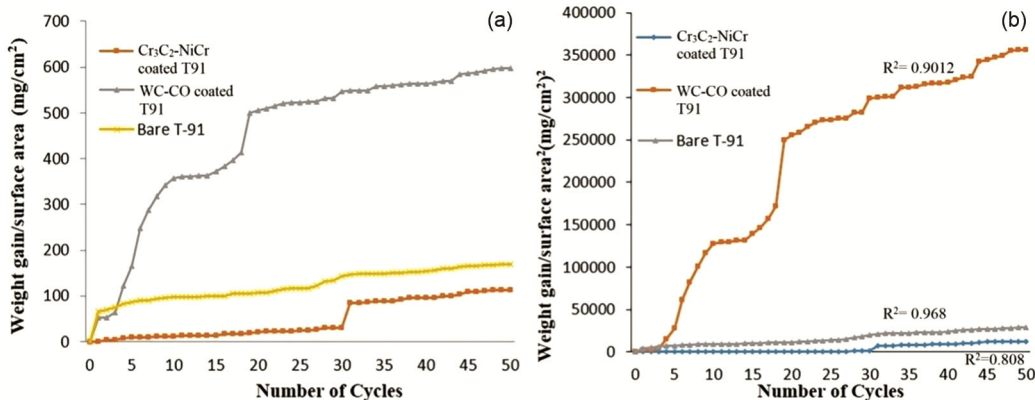 (a)
700
600
500
400
300
200
100
0
Weight gain/surface area (mg/cm²)
Cr₃C₂-NiCr
coated T91
WC-CO coated
T91
Bare T-91
0 5 10 15 20 25 30 35 40 45 50
Number of Cycles
(b)
400000
350000
300000
250000
200000
150000
100000
50000
0
Weight gain/surface area²(mg/cm²)²
Cr₃C₂-NiCr
coated T91
WC-CO coated
T91
Bare T-91
R²= 0.9012
R²= 0.968
R²=0.808
0 5 10 15 20 25 30 35 40 45 50
Number of Cycles